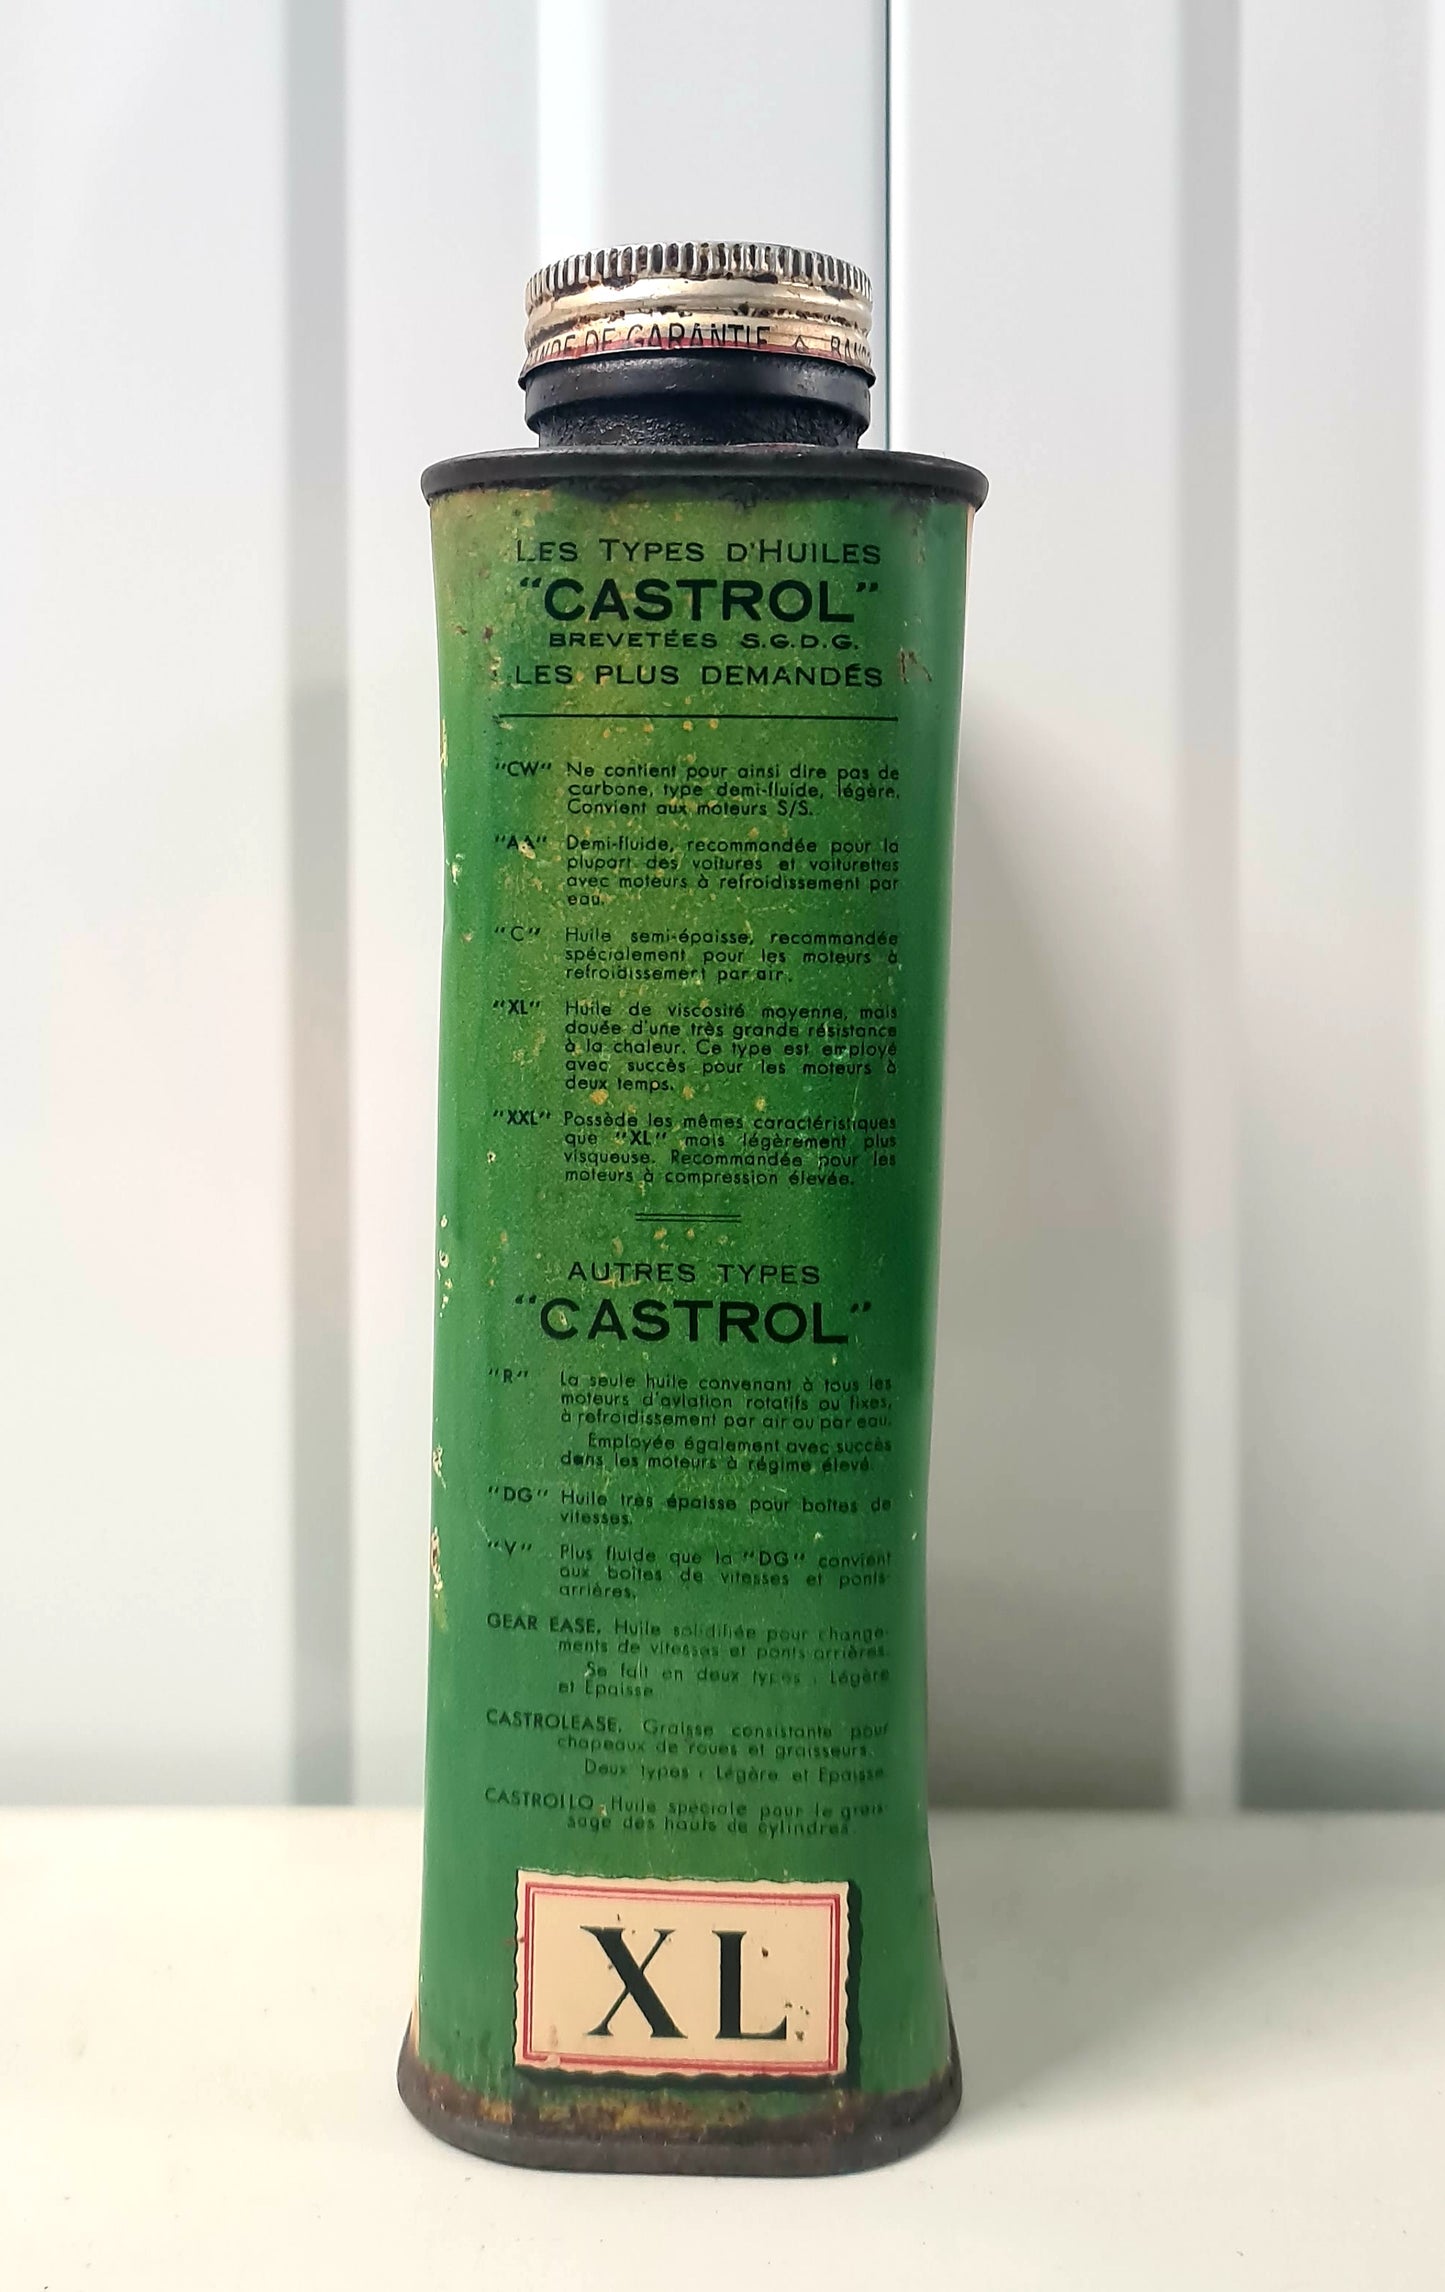 DE GARANTIE
LES TYPES D'HUILES
"CASTROL"
BREVETÉES S.G.D.G.
LES PLUS DEMANDÉS
"CW" Ne contient pour ainsi dire pas de
carbone, type demi-fluide, légère.
Convient aux moteurs S/S.
"AA" Demi-fluide, recommandée pour la
plupart des voitures et voiturettes
avec moteurs à refroidissement par
eau.
"C" Huile semi-épaisse, recommandée
spécialement pour les moteurs à
refroidissement par air.
"XL" Huile de viscosité moyenne, mais
douée d'une très grande résistance
à la chaleur. Ce type est employé
avec succès pour les moteurs à
deux temps.
"XXL" Possède les mêmes caractéristiques
que "XL" mais légèrement plus
visqueuse. Recommandée pour les
moteurs à compression élevée.
AUTRES TYPES
"CASTROL"
"R" La seule huile convenant à tous les
moteurs d'aviation rotatifs ou fixes,
à refroidissement par air ou par eau.
Employée également avec succès
dans les moteurs à régime élevé.
"DG" Huile très épaisse pour boîtes de
vitesses.
"V" Plus fluide que la "DG" convient
aux boîtes de vitesses et ponts
arrières.
GEAR EASE. Huile solidifiée pour change-
ments de vitesses et ponts arrières.
Se fait en deux types : Légère
et Epaisse
CASTROLEASE. Graisse consistante pour
chapeaux de roues et graisseurs.
Deux types : Légère et Epaisse
CASTROLLO. Huile spéciale pour le grais-
sage des hauts de cylindres.
XL